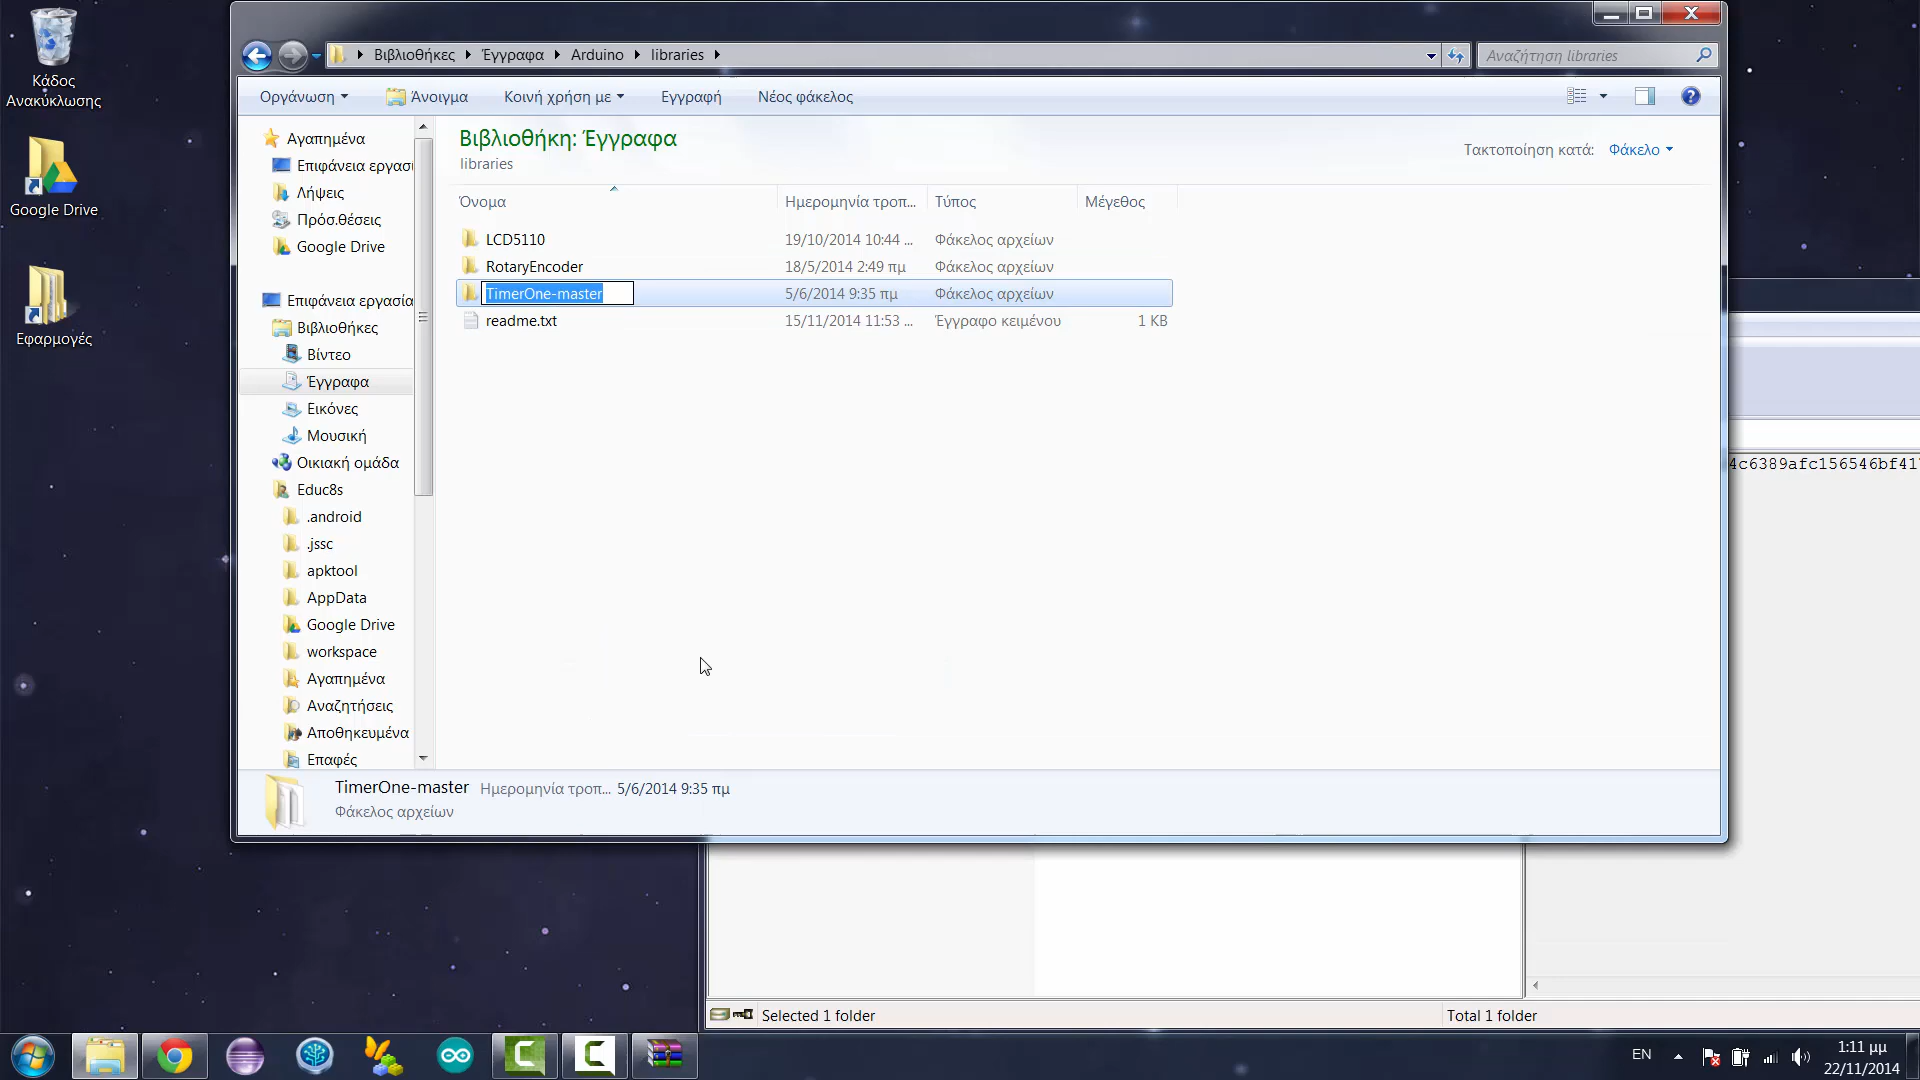 Κάδος
Ανακύκλωσης
Google Drive
Εφαρμογές
Βιβλιοθήκες Έγγραφα Arduino libraries
Αναζήτηση libraries
Οργάνωση Άνοιγμα Κοινή χρήση με Εγγραφή Νέος φάκελος
Αγαπημένα
Επιφάνεια εργασί
Λήψεις
Πρόσ.θέσεις
Google Drive
Επιφάνεια εργασία
Βιβλιοθήκες
Βίντεο
Έγγραφα
Εικόνες
Μουσική
Οικιακή ομάδα
Educ8s
.android
.jssc
apktool
AppData
Google Drive
workspace
Αγαπημένα
Αναζητήσεις
Αποθηκευμένα
Επαφές
Βιβλιοθήκη: Έγγραφα
libraries
Τακτοποίηση κατά: Φάκελο
Όνομα Ημερομηνία τροπ... Τύπος Μέγεθος
LCD5110 19/10/2014 10:44 ... Φάκελος αρχείων
RotaryEncoder 18/5/2014 2:49 πμ Φάκελος αρχείων
TimerOne-master 5/6/2014 9:35 πμ Φάκελος αρχείων
readme.txt 15/11/2014 11:53 ... Έγγραφο κειμένου 1 KB
4c6389afc156546bf41
TimerOne-master Ημερομηνία τροπ... 5/6/2014 9:35 πμ
Φάκελος αρχείων
Selected 1 folder Total 1 folder
EN
1:11 μμ
22/11/2014